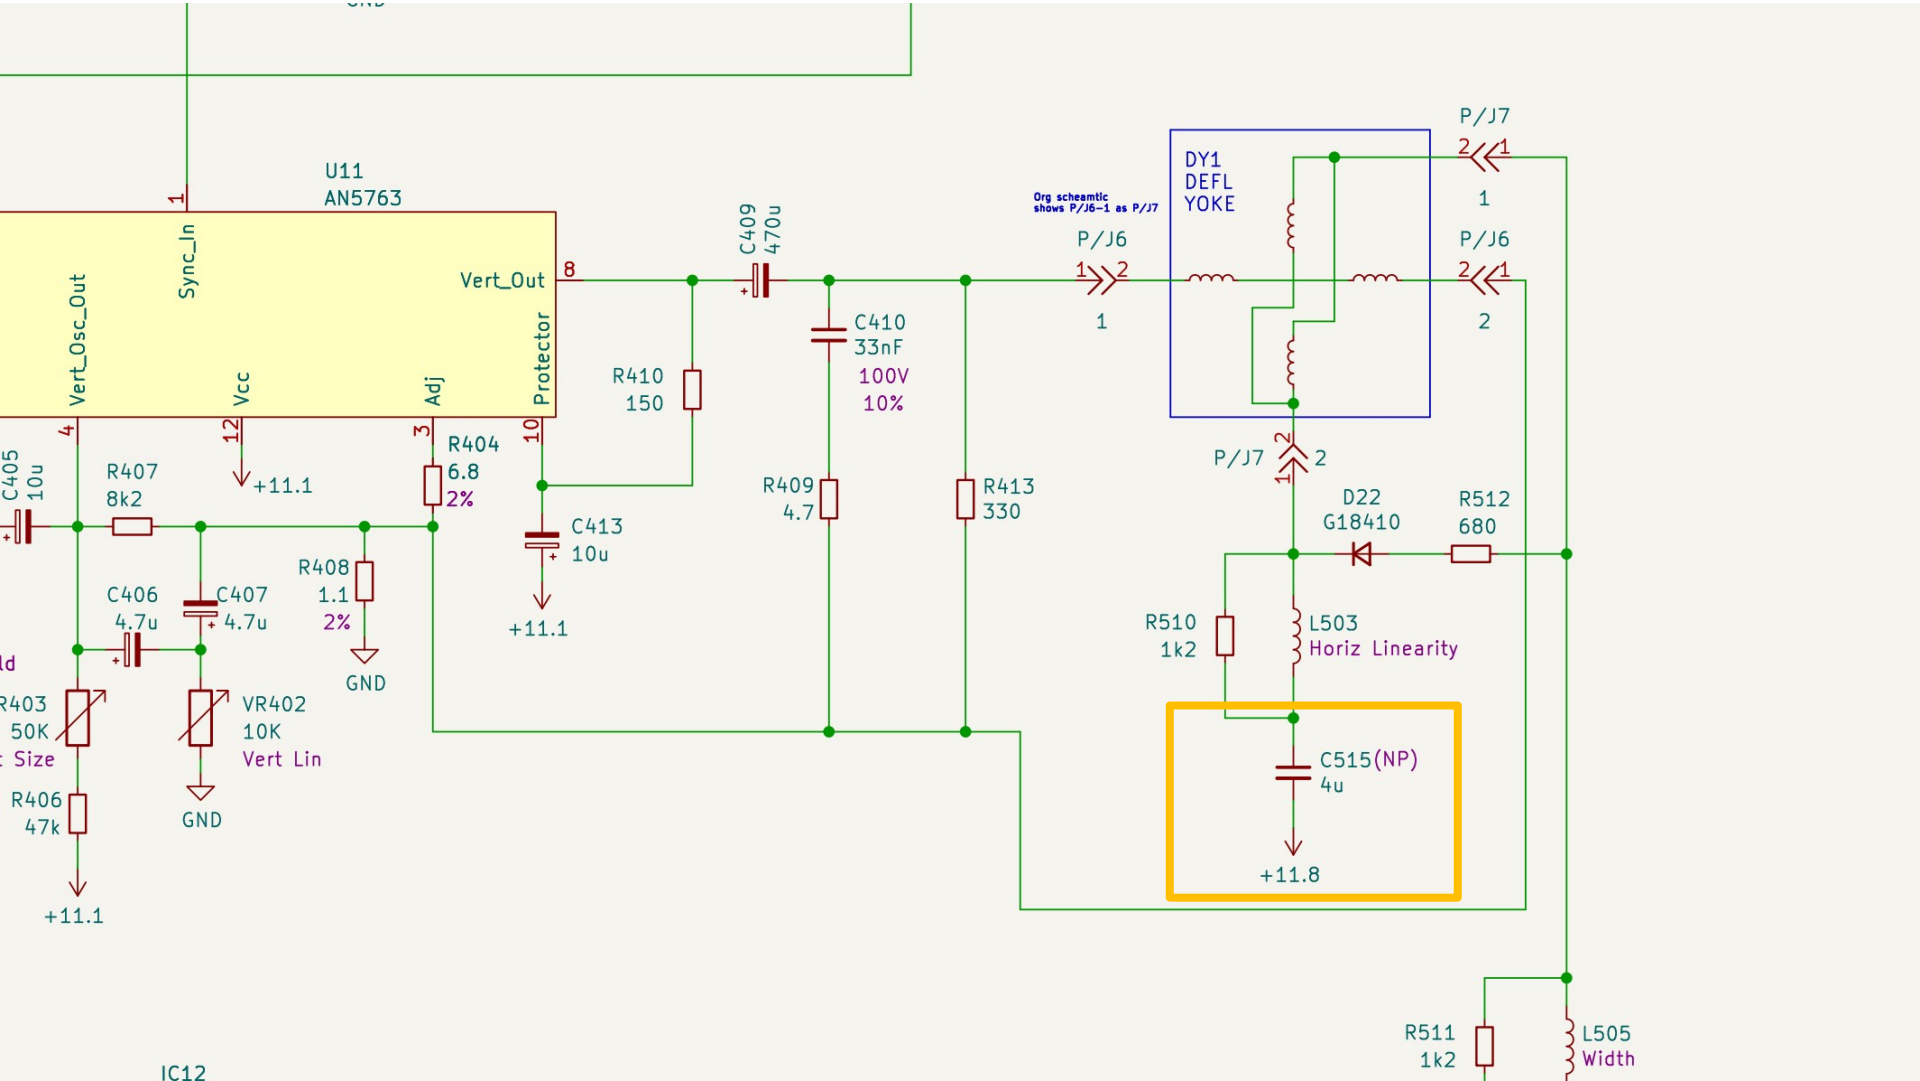 GND
U11
AN5763
1
Sync_In
Vert_Osc_Out
Vcc
Adj
Protector
Vert_Out
8
4
12
3
10
C409
470u
Org scheamtic
shows P/J6-1 as P/J7
P/J6
1 2
1
DY1
DEFL
YOKE
P/J7
2 1
1
P/J6
2 1
2
C410
33nF
100V
10%
R410
150
R404
6.8
2%
+11.1
C405
10u
+
R407
8k2
R409
4.7
R413
330
C413
10u
+
+11.1
P/J7
2
1
2
D22
G18410
R512
680
R408
1.1
2%
GND
C406
4.7u
+
C407
4.7u
+
ld
R403
50K
t Size
VR402
10K
Vert Lin
GND
R406
47k
+11.1
R510
1k2
L503
Horiz Linearity
C515(NP)
4u
+11.8
R511
1k2
L505
Width
IC12